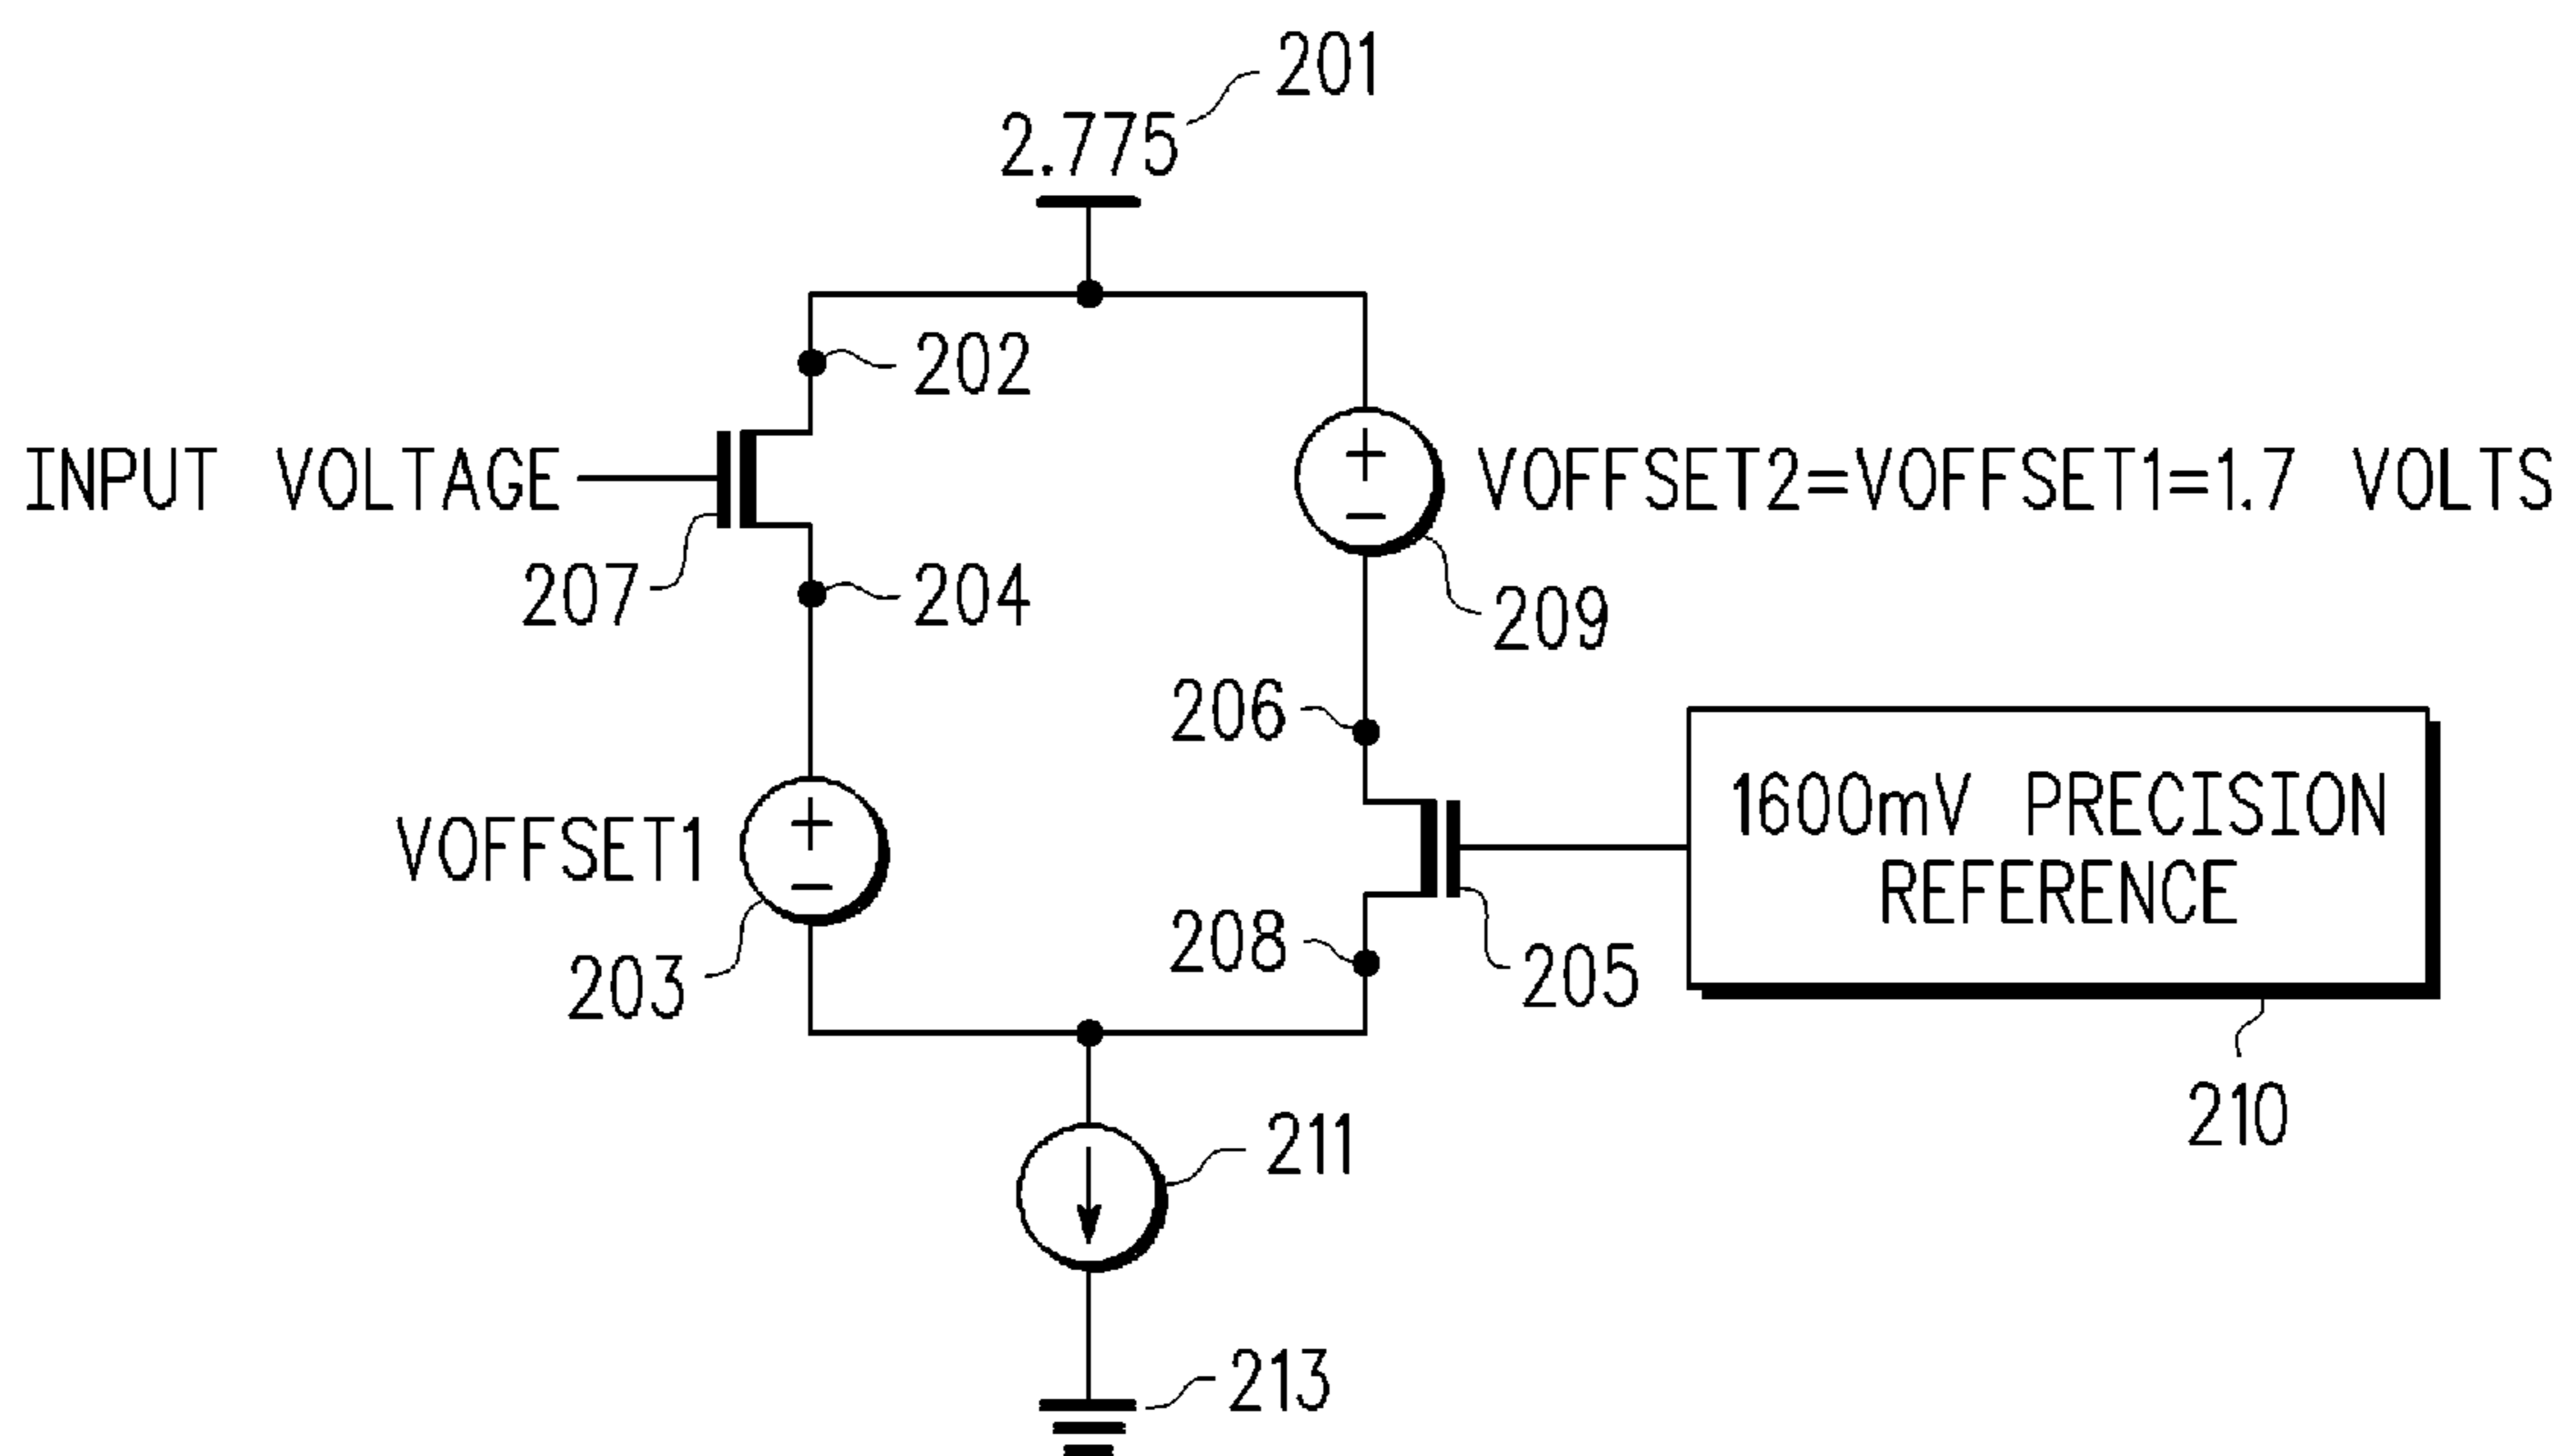 201
2.775
202
INPUT VOLTAGE
VOFFSET2=VOFFSET1=1.7 VOLTS
207
204
209
206
1600mV PRECISION
REFERENCE
VOFFSET1
208
203
205
210
211
213